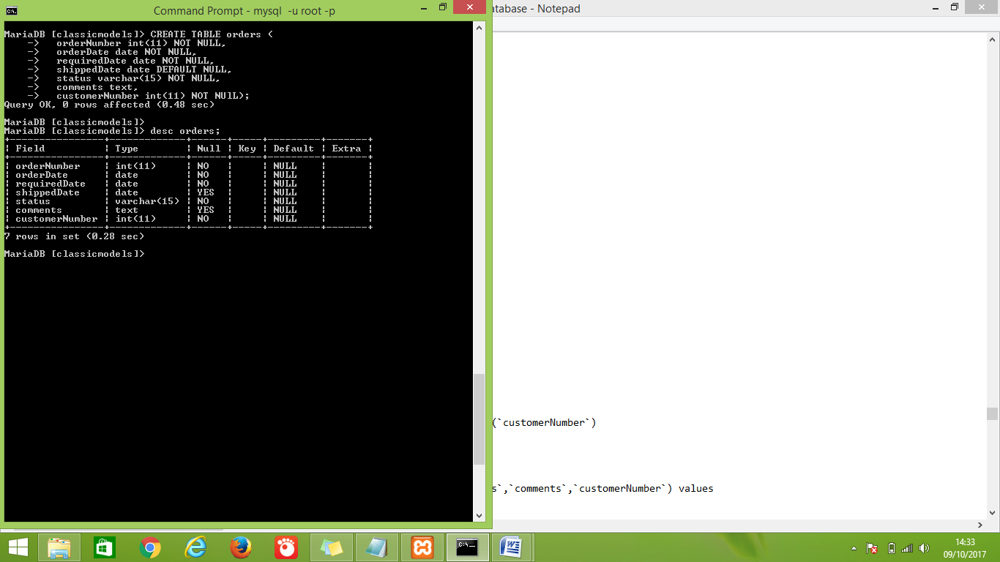 Command Prompt - mysql  -u root -p
atabase - Notepad
MariaDB [classicmodels]> CREATE TABLE orders (
    ->   orderNumber int(11) NOT NULL,
    ->   orderDate date NOT NULL,
    ->   requiredDate date NOT NULL,
    ->   shippedDate date DEFAULT NULL,
    ->   status varchar(15) NOT NULL,
    ->   comments text,
    ->   customerNumber int(11) NOT NUlL);
Query OK, 0 rows affected (0.48 sec)
MariaDB [classicmodels]>
MariaDB [classicmodels]> desc orders;
+----------------+-------------+------+-----+---------+-------+
| Field          | Type        | Null | Key | Default | Extra |
+----------------+-------------+------+-----+---------+-------+
| orderNumber    | int(11)     | NO   |     | NULL    |       |
| orderDate      | date        | NO   |     | NULL    |       |
| requiredDate   | date        | NO   |     | NULL    |       |
| shippedDate    | date        | YES  |     | NULL    |       |
| status         | varchar(15) | NO   |     | NULL    |       |
| comments       | text        | YES  |     | NULL    |       |
| customerNumber | int(11)     | NO   |     | NULL    |       |
+----------------+-------------+------+-----+---------+-------+
7 rows in set (0.28 sec)
MariaDB [classicmodels]>
(`customerNumber`)
s`,`comments`,`customerNumber`) values
14:33
09/10/2017